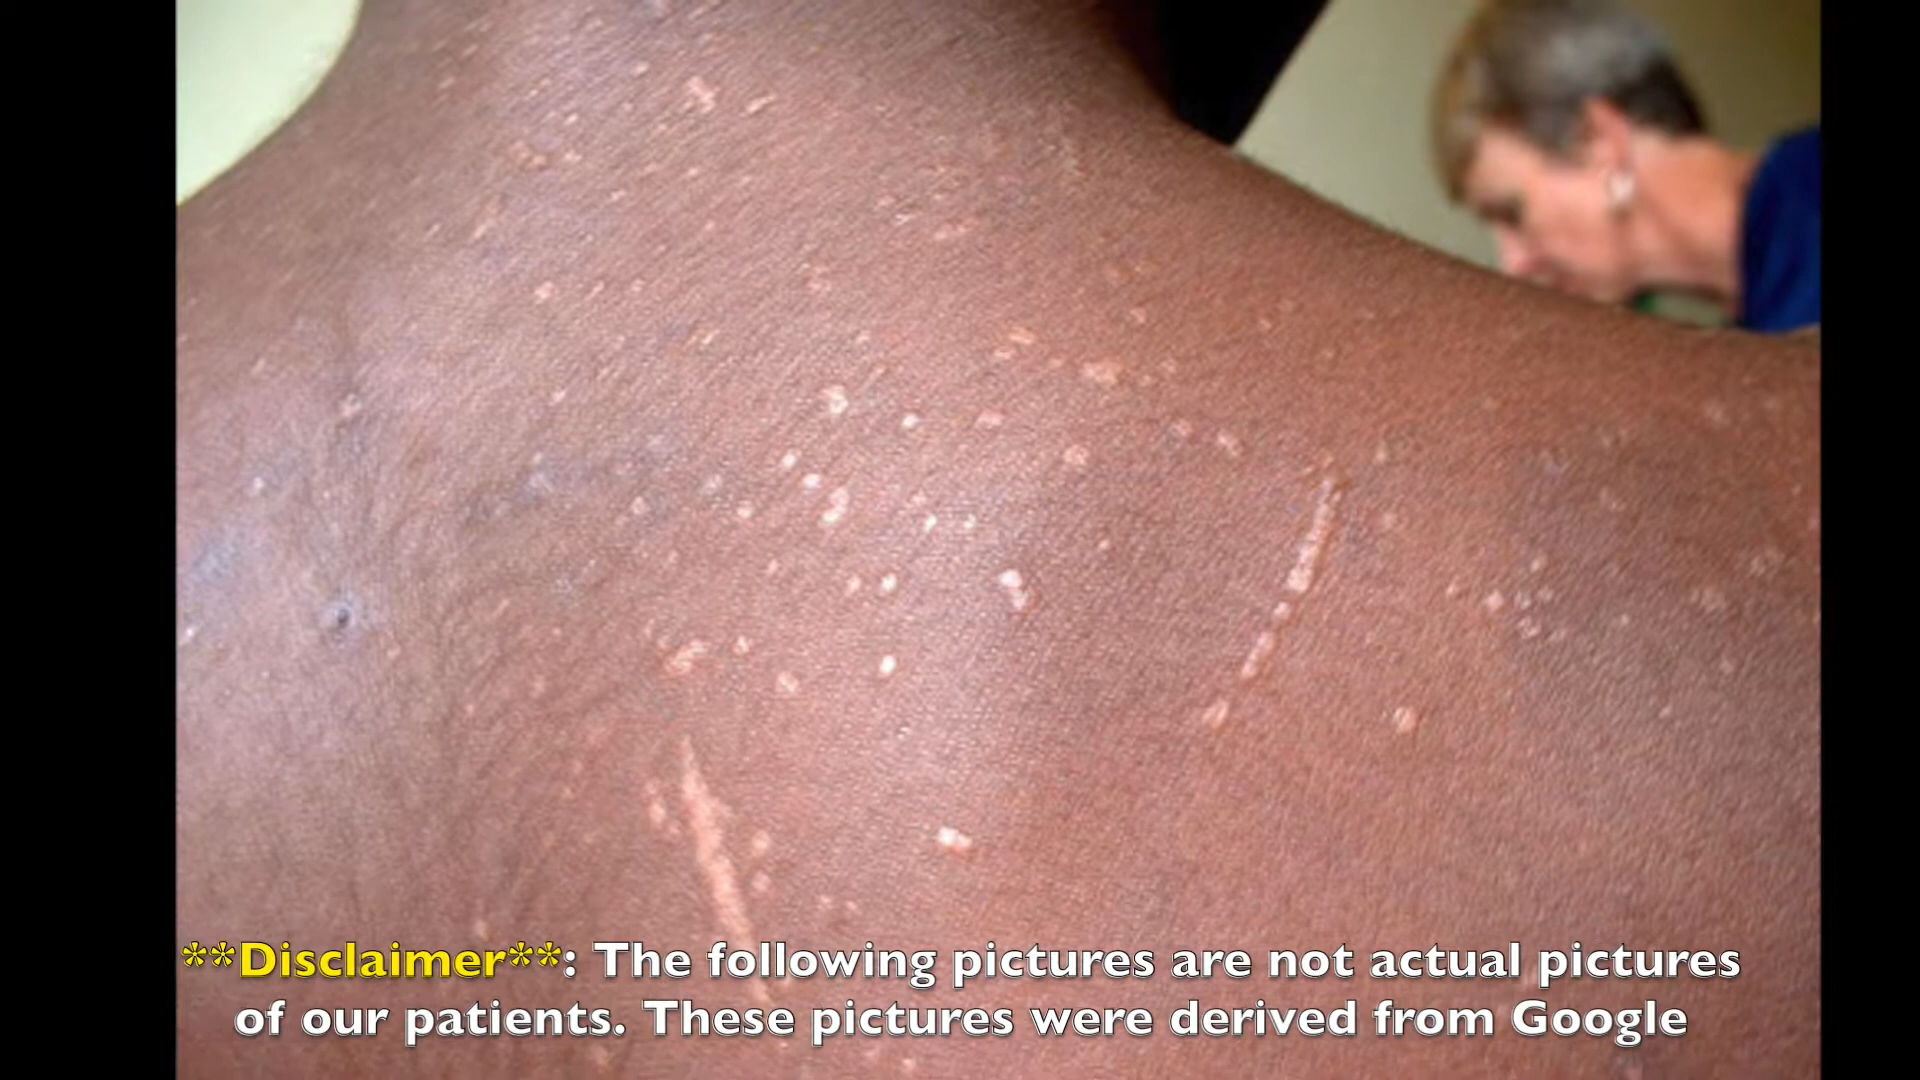 **Disclaimer**: The following pictures are not actual pictures
of our patients. These pictures were derived from Google